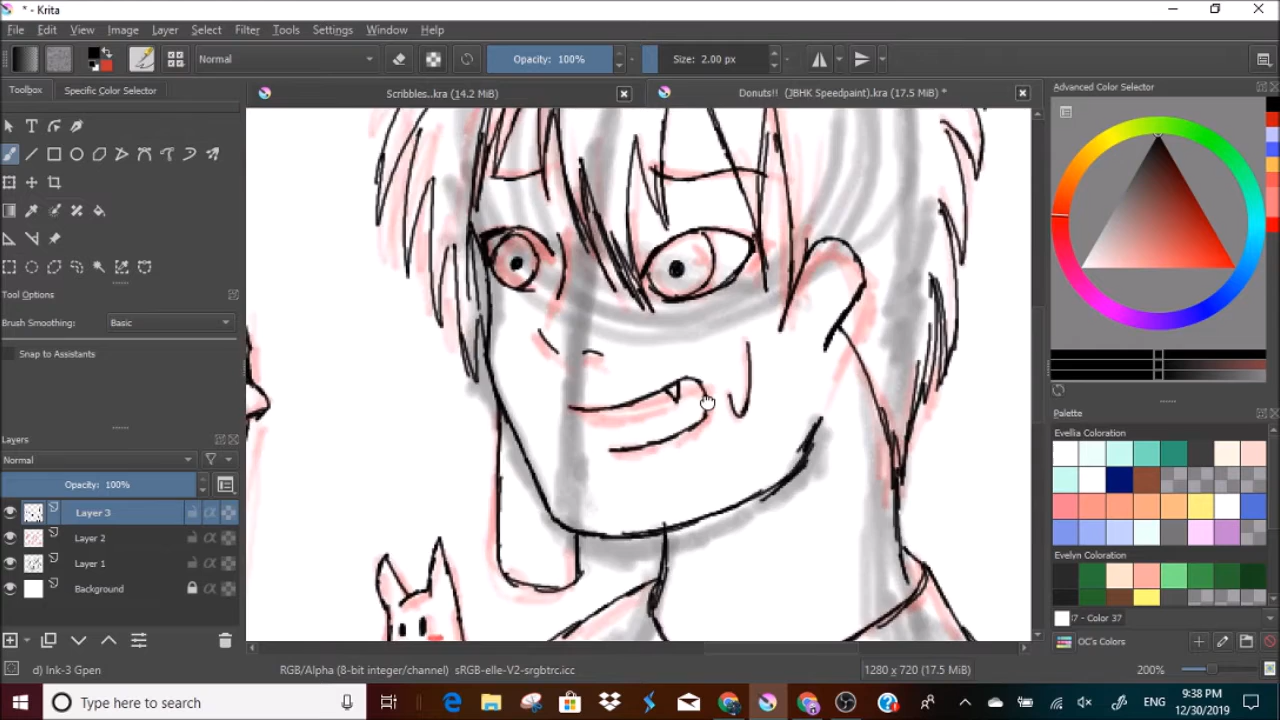 * - Krita
File Edit View Image Layer Select Filter Tools Settings Window Help
Normal Opacity: 100% Size: 2.00 px
Toolbox Specific Color Selector Scribbles..kra (14.2 MiB) Donuts!! (JBHK Speedpaint).kra (17.5 MiB) * Advanced Color Selector
Tool Options
Brush Smoothing: Basic
Snap to Assistants
Layers
Normal
Opacity: 100%
Layer 3
Layer 2
Layer 1
Background
Palette
Evellia Coloration
Evelyn Coloration
I7 - Color 37
OC's Colors
d) Ink-3 Gpen RGB/Alpha (8-bit integer/channel) sRGB-elle-V2-srgbtrc.icc 1280 x 720 (17.5 MiB) 200%
Type here to search ENG 9:38 PM
12/30/2019